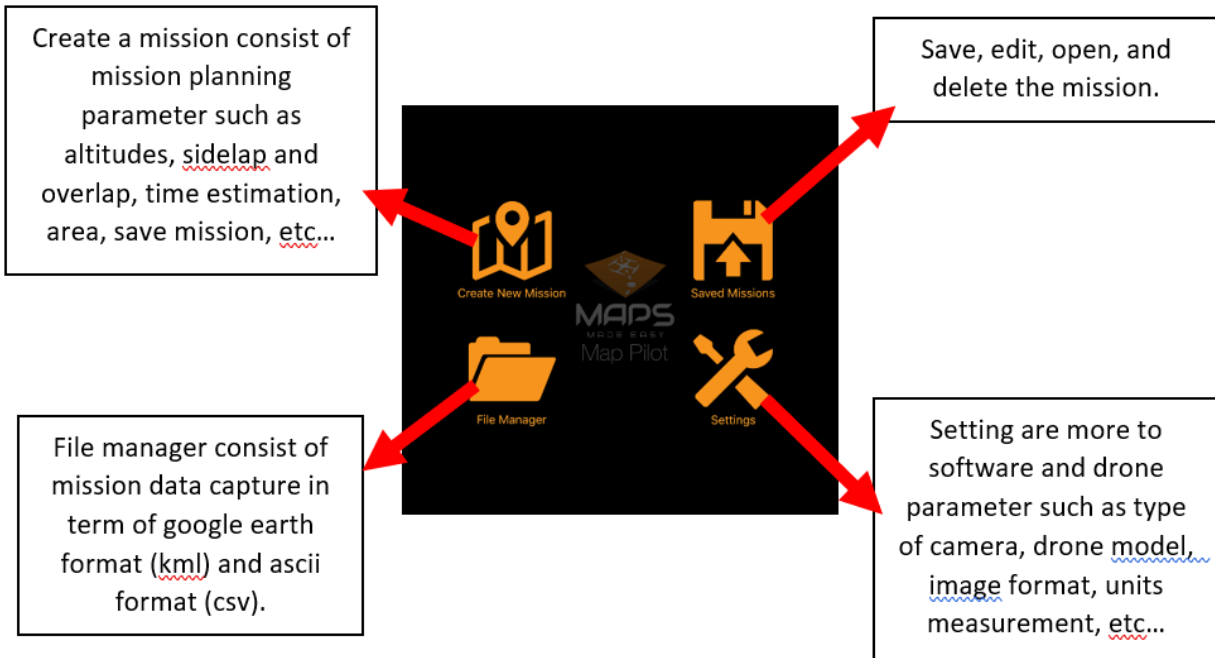 Create a mission consist of
mission planning
parameter such as
altitudes, sidelap and
overlap, time estimation,
area, save mission, etc...
Save, edit, open, and
delete the mission.
Create New Mission
Saved Missions
MAPS
MADE EASY
Map Pilot
File Manager
Settings
File manager consist of
mission data capture in
term of google earth
format (kml) and ascii
format (csv).
Setting are more to
software and drone
parameter such as type
of camera, drone model,
image format, units
measurement, etc...